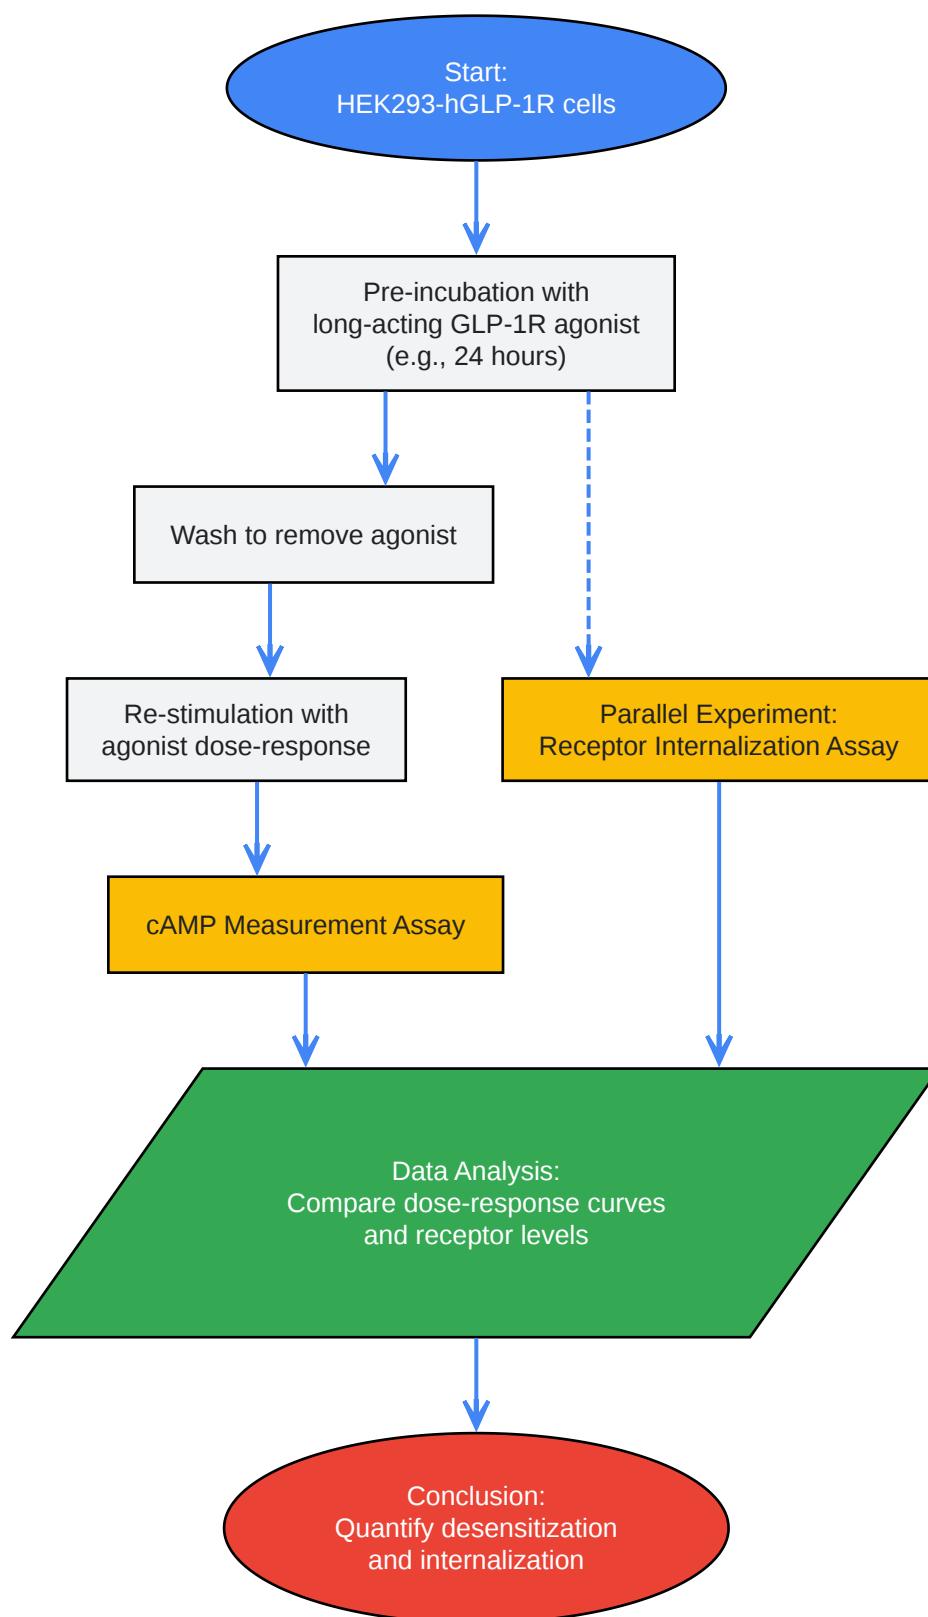 Start:
HEK293-hGLP-1R cells
Pre-incubation with
long-acting GLP-1R agonist
(e.g., 24 hours)
Wash to remove agonist
Re-stimulation with
agonist dose-response
Parallel Experiment:
Receptor Internalization Assay
cAMP Measurement Assay
Data Analysis:
Compare dose-response curves
and receptor levels
Conclusion:
Quantify desensitization
and internalization